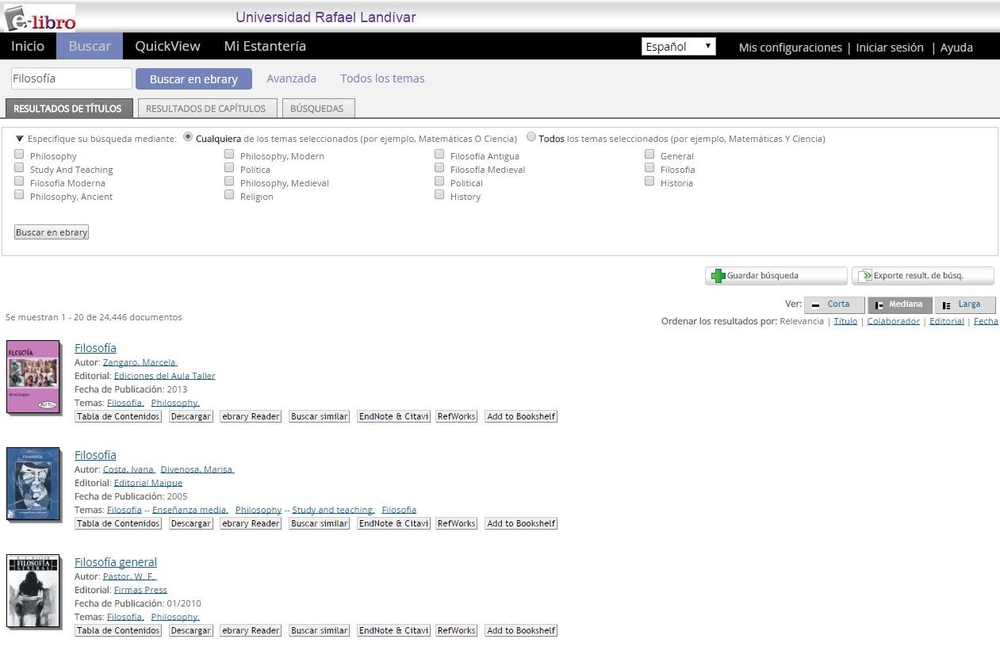 e-libro
Universidad Rafael Landívar
Inicio Buscar QuickView Mi Estantería Español Mis configuraciones | Iniciar sesión | Ayuda
Filosofía Buscar en ebrary Avanzada Todos los temas
RESULTADOS DE TÍTULOS RESULTADOS DE CAPÍTULOS BÚSQUEDAS
Especifique su búsqueda mediante: Cualquiera de los temas seleccionados (por ejemplo, Matemáticas O Ciencia) Todos los temas seleccionados (por ejemplo, Matemáticas Y Ciencia)
Philosophy Philosophy, Modern Filosofía Antigua General
Study And Teaching Política Filosofía Medieval Filosofia
Filosofía Moderna Philosophy, Medieval Political Historia
Philosophy, Ancient Religion History
Buscar en ebrary
Guardar búsqueda Exporte result. de búsq.
Ver: Corta Mediana Larga
Se muestran 1 - 20 de 24,446 documentos
Ordenar los resultados por: Relevancia | Título | Colaborador | Editorial | Fecha
FILOSOFÍA
Filosofía
Autor: Zangaro, Marcela
Editorial: Ediciones del Aula Taller
Fecha de Publicación: 2013
Temas: Filosofía. Philosophy.
Tabla de Contenidos Descargar ebrary Reader Buscar similar EndNote & Citavi RefWorks Add to Bookshelf
FILOSOFÍA
Filosofía
Autor: Costa, Ivana Divenosa, Marisa
Editorial: Editorial Maipue
Fecha de Publicación: 2005
Temas: Filosofía -- Enseñanza media. Philosophy -- Study and teaching. Filosofia
Tabla de Contenidos Descargar ebrary Reader Buscar similar EndNote & Citavi RefWorks Add to Bookshelf
FILOSOFÍA
GENERAL
Filosofía general
Autor: Pastor, W. F.
Editorial: Firmas Press
Fecha de Publicación: 01/2010
Temas: Filosofía. Philosophy.
Tabla de Contenidos Descargar ebrary Reader Buscar similar EndNote & Citavi RefWorks Add to Bookshelf